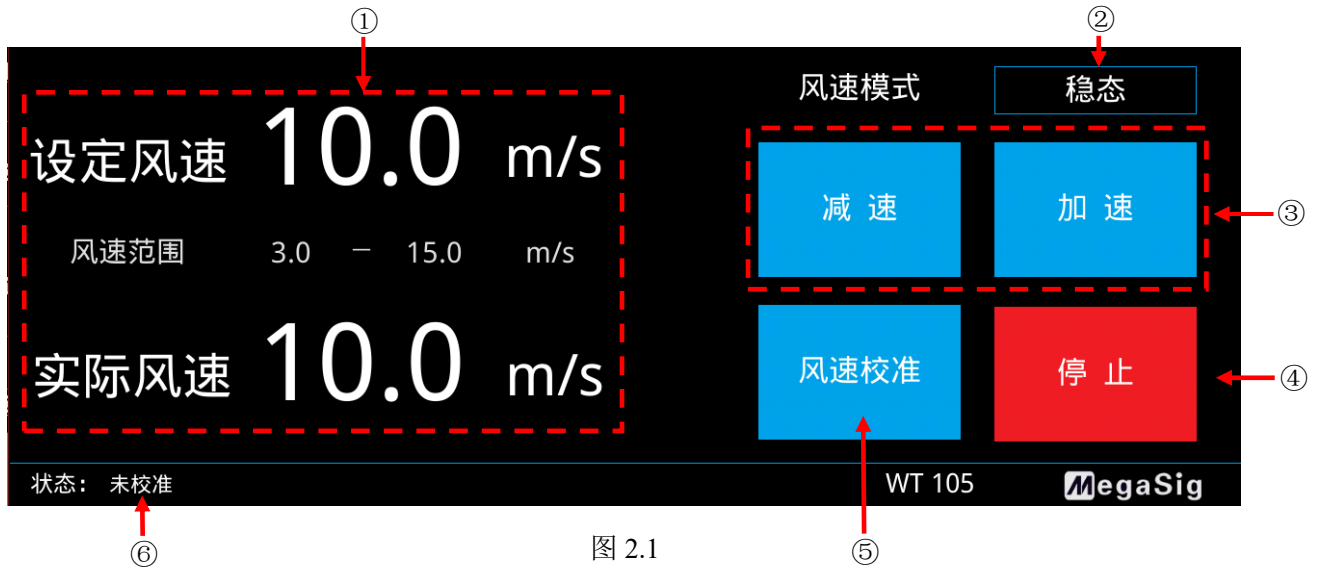 ① ②
风速模式 稳态
设定风速 10.0 m/s
减 速 加 速 ③
风速范围 3.0 — 15.0 m/s
实际风速 10.0 m/s
风速校准 停 止 ④
状态： 未校准 WT 105 MegaSig
⑥ 图 2.1 ⑤